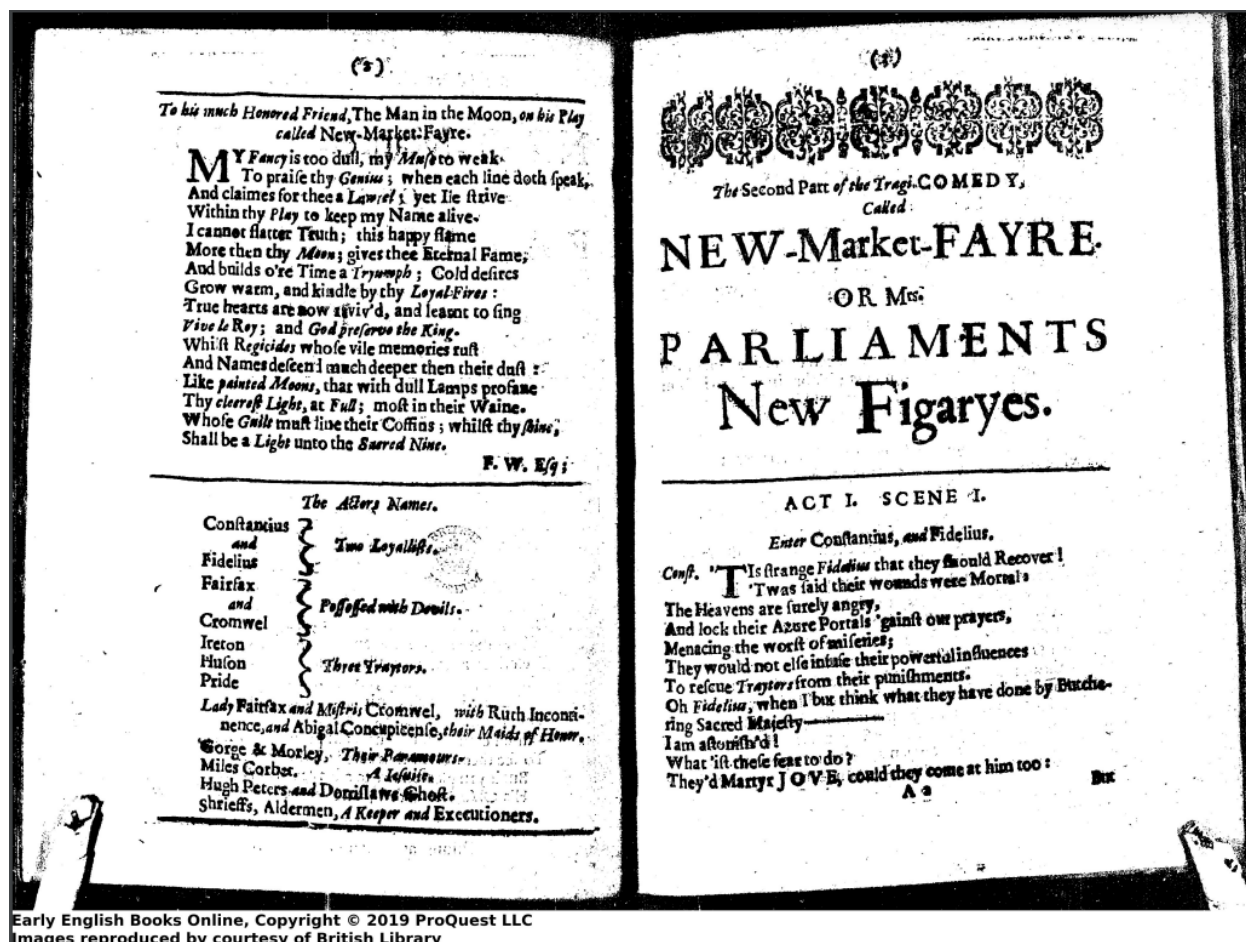 (2)
To his much Honored Friend, The Man in the Moon, on his Play
called New-Market-Fayre.
MY Fancy is too dull, my Muse to weak
To praiſe thy Genius; when each line doth ſpeak,
And claimes for thee a Lawrel; yet Ile ſtrive
Within thy Play to keep my Name alive.
I cannot flatter Truth; this happy flame
More then thy Moon; gives thee Eternal Fame;
And builds o're Time a Tryumph; Cold deſires
Grow warm, and kindle by thy Loyal Fires:
True hearts are now reviv'd, and learnt to ſing
Vive le Roy; and God preſerve the King.
Whilſt Regicides whoſe vile memories ruſt
And Names deſcend much deeper then their duſt:
Like painted Moons, that with dull Lamps profane
Thy cleereſt Light, at Full; moſt in their Waine.
Whoſe Guilt muſt line their Coffins; whilſt thy ſhine,
Shall be a Light unto the Sacred Nine.
F. W. Eſq;
The Actors Names.
Conſtantius
and
Fidelius
Two Loyalliſts.
Fairfax
and
Cromwel
Poſſeſſed with Devils.
Ireton
Huſon
Pride
Three Traytors.
Lady Fairfax and Miſtris Cromwel, with Ruth Inconti-
nence, and Abigal Concupicenſe, their Maids of Honor.
Gorge & Morley, Their Paramours.
Miles Corbet. A Ieſuite.
Hugh Peters and Dorriſlaws Ghoſt.
Shrieffs, Aldermen, A Keeper and Executioners.
(3)
The Second Part of the Tragi-COMEDY,
Called
NEW-Market-FAYRE.
OR Mrs.
PARLIAMENTS
New Figaryes.
ACT I. SCENE I.
Enter Conſtantius, and Fidelius.
Conſt. 'TIs ſtrange Fidelius that they ſhould Recover!
'Twas ſaid their wounds were Mortal:
The Heavens are ſurely angry,
And lock their Azure Portals 'gainſt our prayers,
Menacing the worſt of miſeries;
They would not elſe infuſe their powerful influences
To reſcue Traytors from their puniſhments.
Oh Fidelius, when I but think what they have done by Butche-
ring Sacred Majeſty———
I am aſtoniſh'd!
What 'iſt theſe fear to do?
They'd Martyr JOVE, could they come at him too:
A 2
But
Early English Books Online, Copyright © 2019 ProQuest LLC
Images reproduced by courtesy of British Library